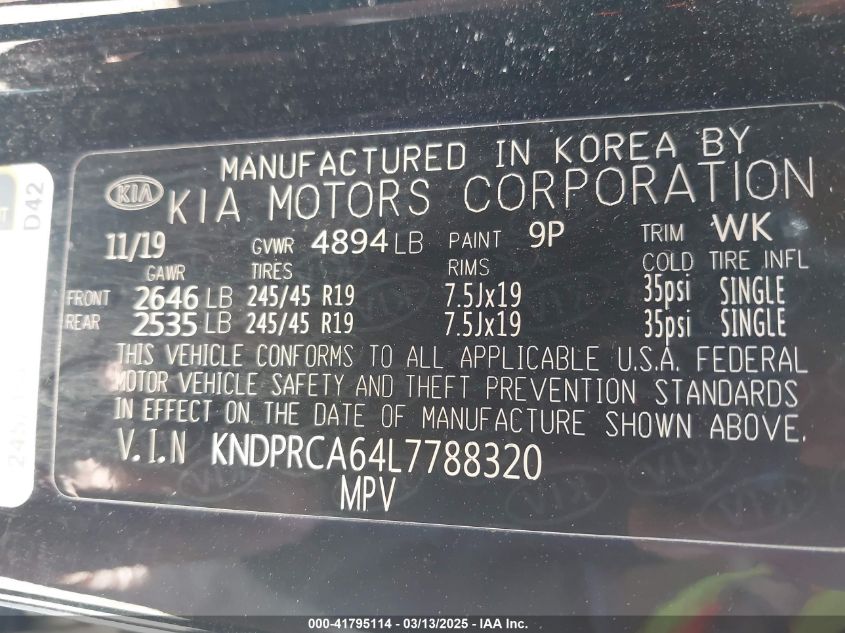 MANUFACTURED IN KOREA BY
KIA KIA MOTORS CORPORATION
11/19 GVWR 4894 LB PAINT 9P TRIM WK
GAWR TIRES RIMS COLD TIRE INFL
FRONT 2646 LB 245/45 R19 7.5Jx19 35psi SINGLE
REAR 2535 LB 245/45 R19 7.5Jx19 35psi SINGLE
THIS VEHICLE CONFORMS TO ALL APPLICABLE U.S.A. FEDERAL
MOTOR VEHICLE SAFETY AND THEFT PREVENTION STANDARDS
IN EFFECT ON THE DATE OF MANUFACTURE SHOWN ABOVE.
V.I.N KNDPRCA64L7788320
MPV
D42
000-41795114 - 03/13/2025 - IAA Inc.